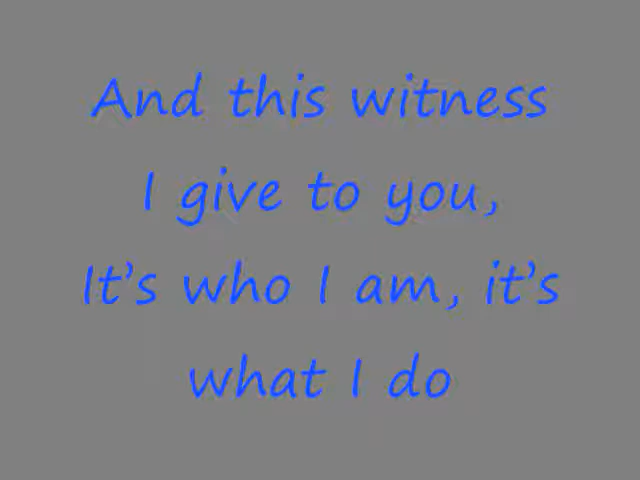 And this witness
I give to you,
It's who I am, it's
what I do